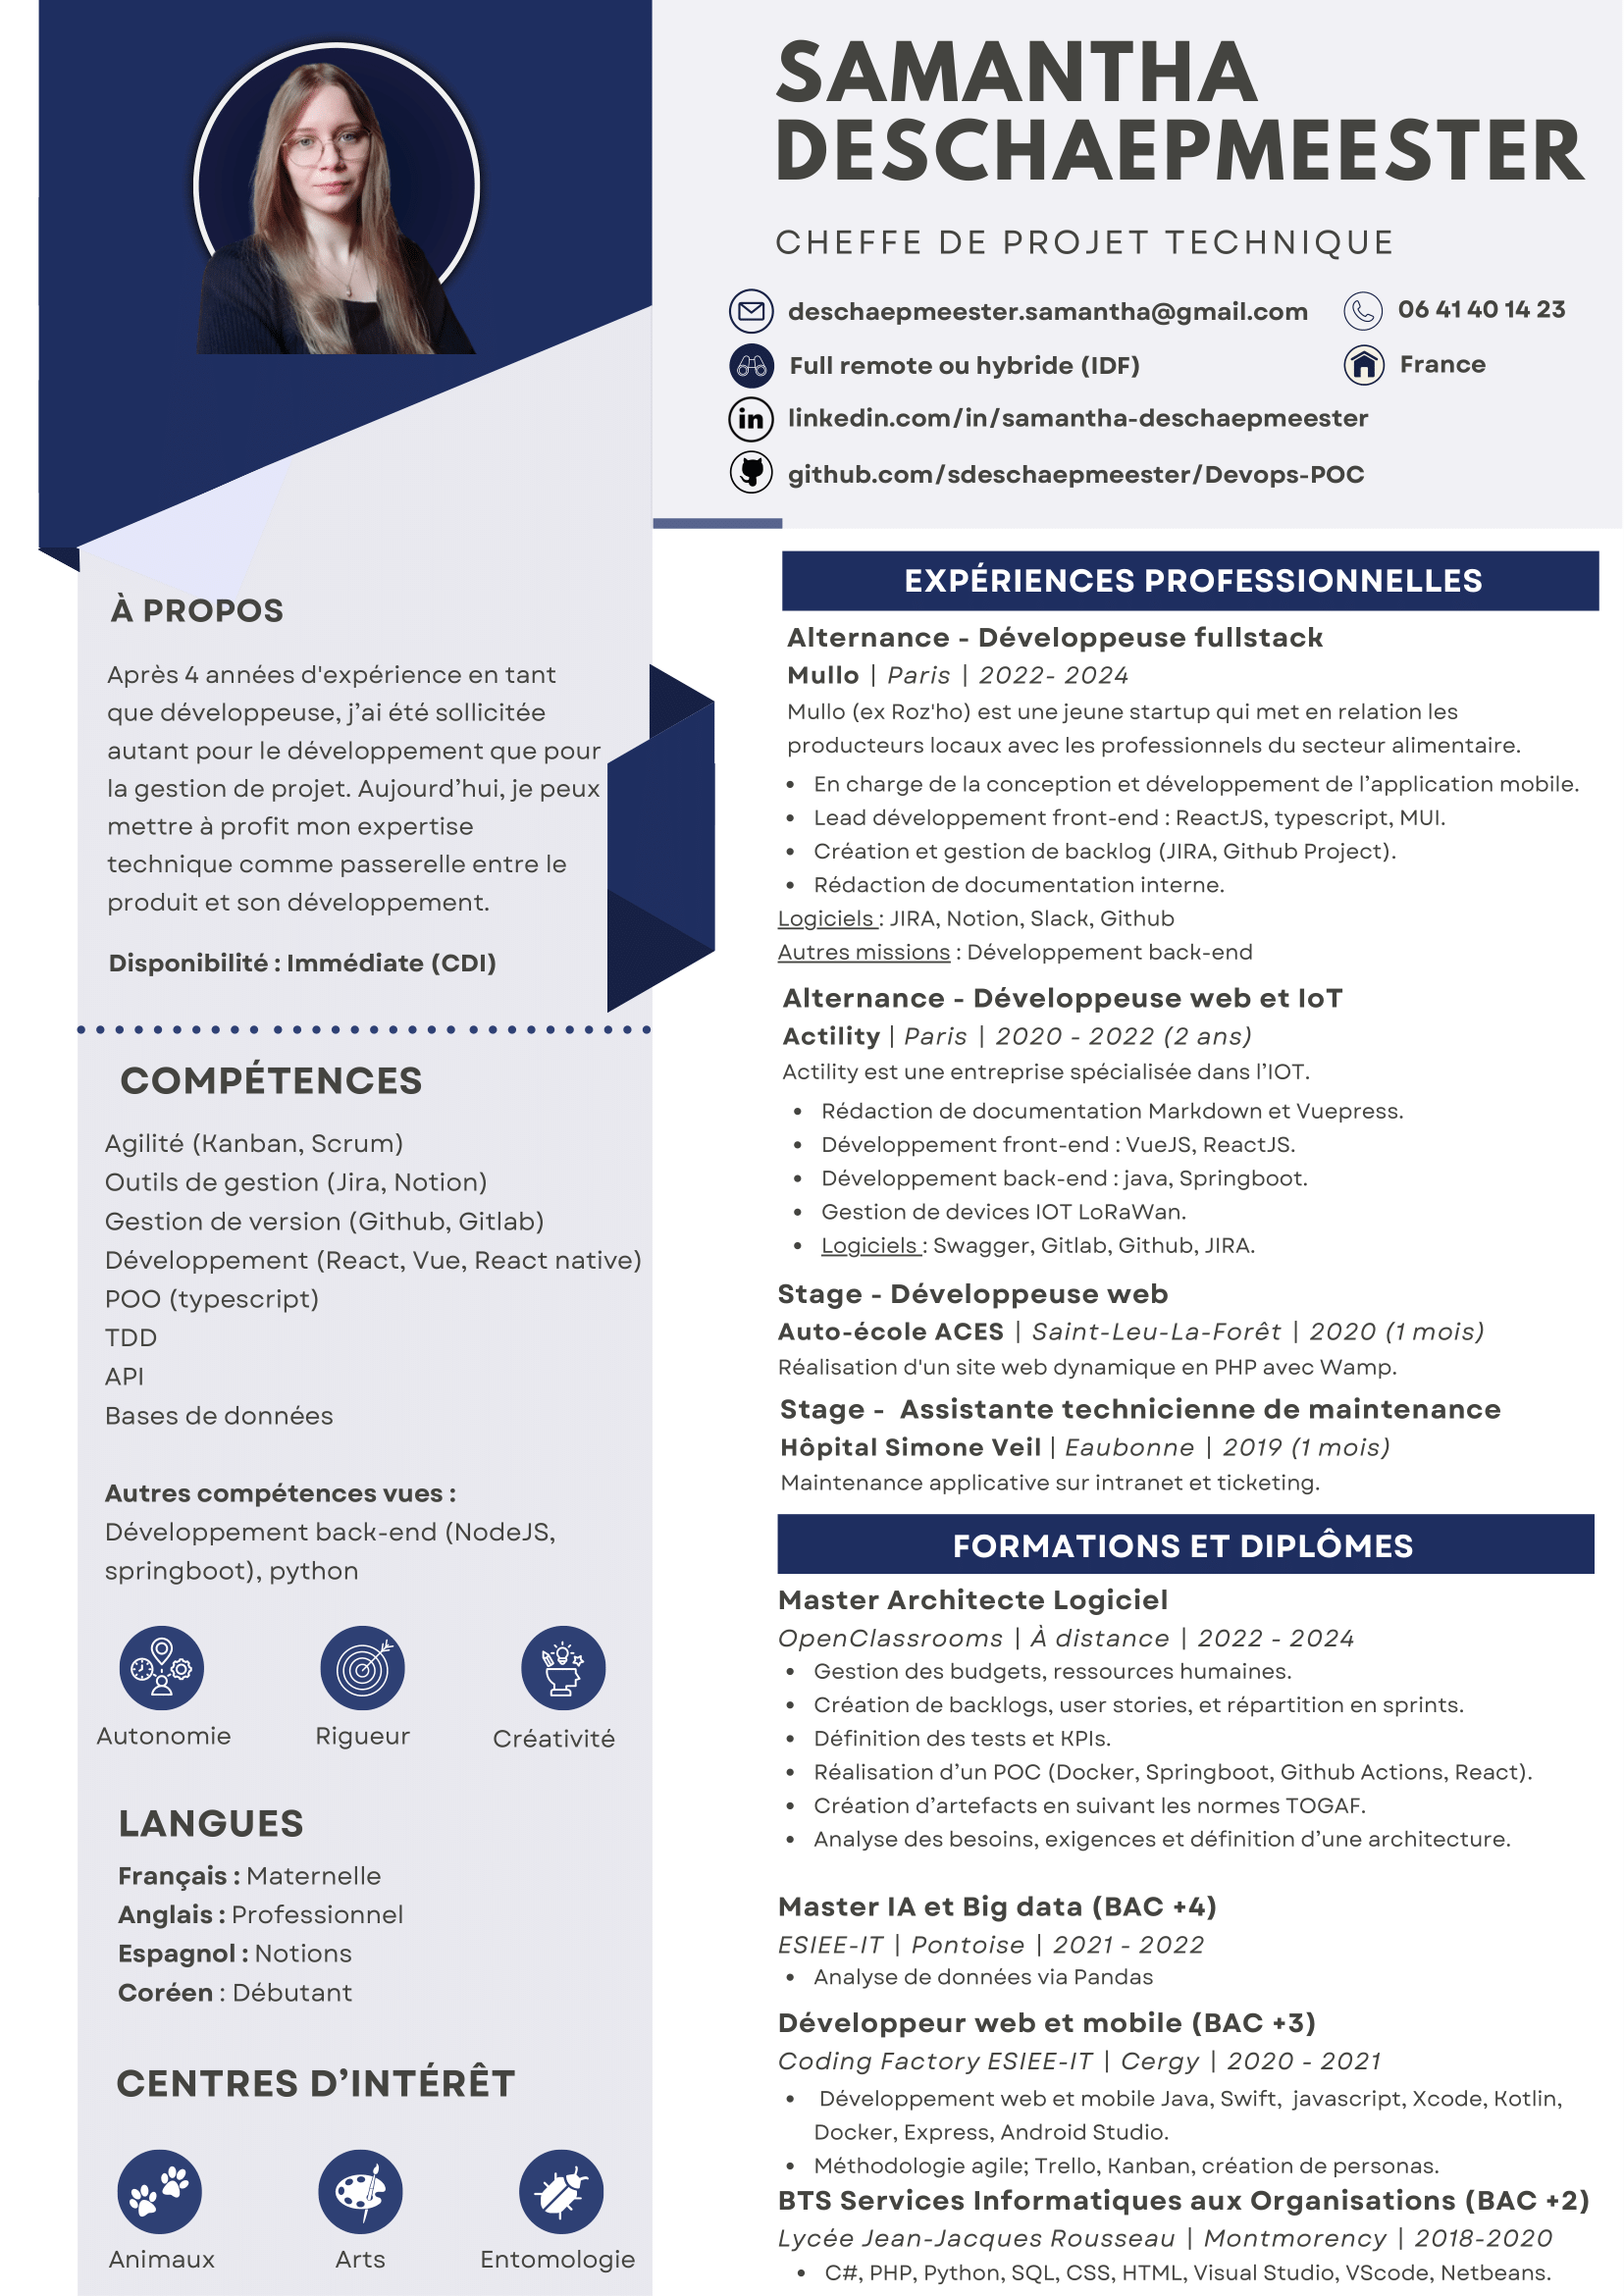 SAMANTHA
DESCHAEPMEESTER
CHEFFE DE PROJET TECHNIQUE
deschaepmeester.samantha@gmail.com
06 41 40 14 23
Full remote ou hybride (IDF)
France
linkedin.com/in/samantha-deschaepmeester
github.com/sdeschaepmeester/Devops-POC
À PROPOS
Après 4 années d'expérience en tant
que développeuse, j’ai été sollicitée
autant pour le développement que pour
la gestion de projet. Aujourd’hui, je peux
mettre à profit mon expertise
technique comme passerelle entre le
produit et son développement.
Disponibilité : Immédiate (CDI)
COMPÉTENCES
Agilité (Kanban, Scrum)
Outils de gestion (Jira, Notion)
Gestion de version (Github, Gitlab)
Développement (React, Vue, React native)
POO (typescript)
TDD
API
Bases de données
Autres compétences vues :
Développement back-end (NodeJS,
springboot), python
Autonomie
Rigueur
Créativité
LANGUES
Français : Maternelle
Anglais : Professionnel
Espagnol : Notions
Coréen : Débutant
CENTRES D’INTÉRÊT
Animaux
Arts
Entomologie
EXPÉRIENCES PROFESSIONNELLES
Alternance - Développeuse fullstack
Mullo | Paris | 2022- 2024
Mullo (ex Roz'ho) est une jeune startup qui met en relation les
producteurs locaux avec les professionnels du secteur alimentaire.
• En charge de la conception et développement de l’application mobile.
• Lead développement front-end : ReactJS, typescript, MUI.
• Création et gestion de backlog (JIRA, Github Project).
• Rédaction de documentation interne.
Logiciels : JIRA, Notion, Slack, Github
Autres missions : Développement back-end
Alternance - Développeuse web et IoT
Actility | Paris | 2020 - 2022 (2 ans)
Actility est une entreprise spécialisée dans l’IOT.
• Rédaction de documentation Markdown et Vuepress.
• Développement front-end : VueJS, ReactJS.
• Développement back-end : java, Springboot.
• Gestion de devices IOT LoRaWan.
• Logiciels : Swagger, Gitlab, Github, JIRA.
Stage - Développeuse web
Auto-école ACES | Saint-Leu-La-Forêt | 2020 (1 mois)
Réalisation d'un site web dynamique en PHP avec Wamp.
Stage - Assistante technicienne de maintenance
Hôpital Simone Veil | Eaubonne | 2019 (1 mois)
Maintenance applicative sur intranet et ticketing.
FORMATIONS ET DIPLÔMES
Master Architecte Logiciel
OpenClassrooms | À distance | 2022 - 2024
• Gestion des budgets, ressources humaines.
• Création de backlogs, user stories, et répartition en sprints.
• Définition des tests et KPIs.
• Réalisation d’un POC (Docker, Springboot, Github Actions, React).
• Création d’artefacts en suivant les normes TOGAF.
• Analyse des besoins, exigences et définition d’une architecture.
Master IA et Big data (BAC +4)
ESIEE-IT | Pontoise | 2021 - 2022
• Analyse de données via Pandas
Développeur web et mobile (BAC +3)
Coding Factory ESIEE-IT | Cergy | 2020 - 2021
• Développement web et mobile Java, Swift, javascript, Xcode, Kotlin,
Docker, Express, Android Studio.
• Méthodologie agile; Trello, Kanban, création de personas.
BTS Services Informatiques aux Organisations (BAC +2)
Lycée Jean-Jacques Rousseau | Montmorency | 2018-2020
• C#, PHP, Python, SQL, CSS, HTML, Visual Studio, VScode, Netbeans.